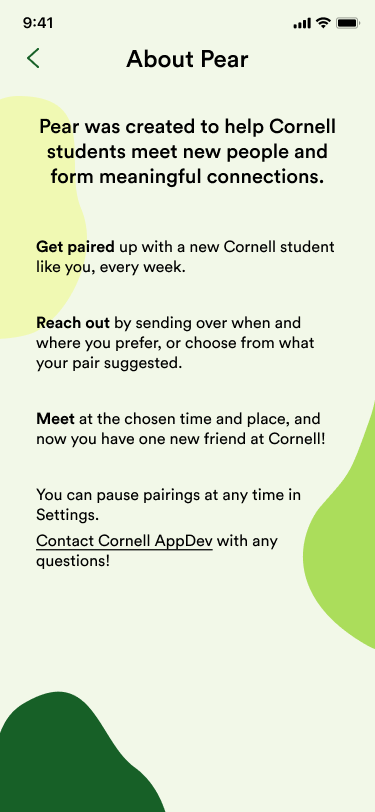 9:41
About Pear
Pear was created to help Cornell
students meet new people and
form meaningful connections.
Get paired up with a new Cornell student
like you, every week.
Reach out by sending over when and
where you prefer, or choose from what
your pair suggested.
Meet at the chosen time and place, and
now you have one new friend at Cornell!
You can pause pairings at any time in
Settings.
Contact Cornell AppDev with any
questions!